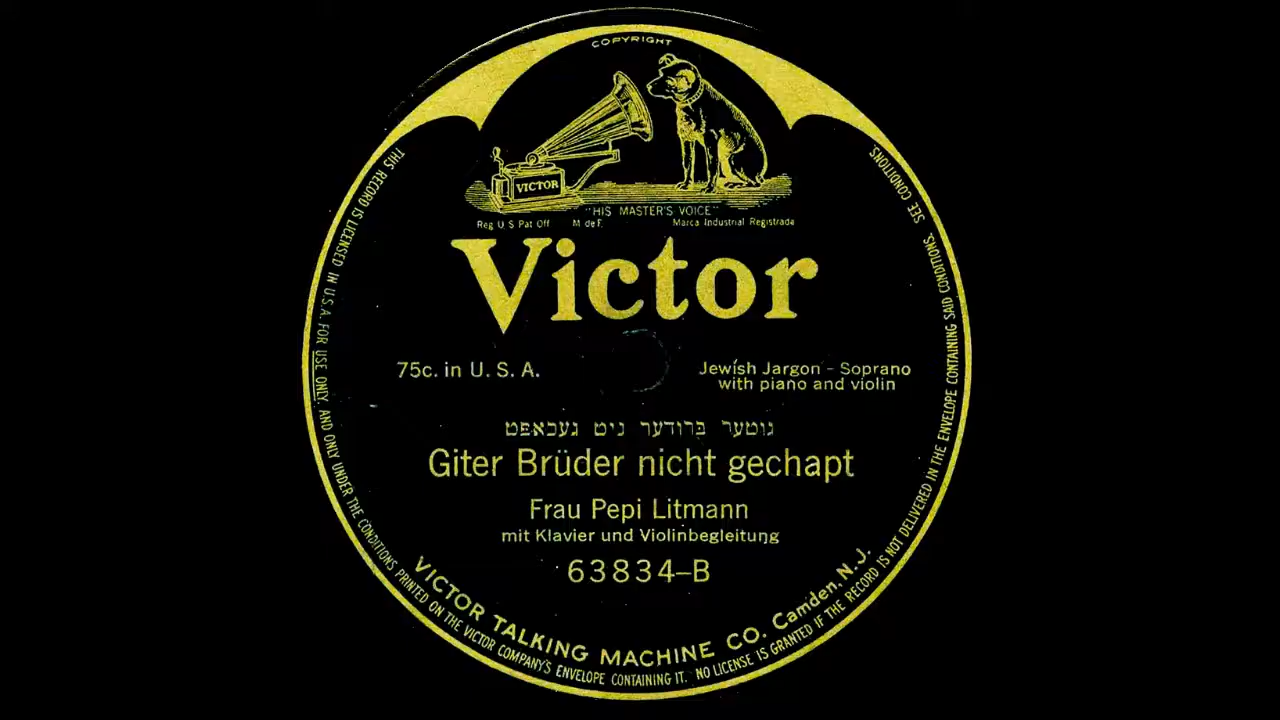 COPYRIGHT
VICTOR
"HIS MASTER'S VOICE"
Reg. U S Pat Off M de F. Marca Industrial Registrada
Victor
75c. in U. S. A.
Jewish Jargon - Soprano
with piano and violin
גוטער ברודער ניט געכאפט
Giter Brüder nicht gechapt
Frau Pepi Litmann
mit Klavier und Violinbegleitung
63834-B
VICTOR TALKING MACHINE CO. Camden, N.J.
THIS RECORD IS LICENSED IN U.S.A. FOR USE ONLY, AND ONLY UNDER THE CONDITIONS PRINTED ON THE VICTOR COMPANY'S ENVELOPE CONTAINING IT. NO LICENSE IS GRANTED IF THE RECORD IS NOT DELIVERED IN THE ENVELOPE CONTAINING SAID CONDITIONS. SEE CONDITIONS.